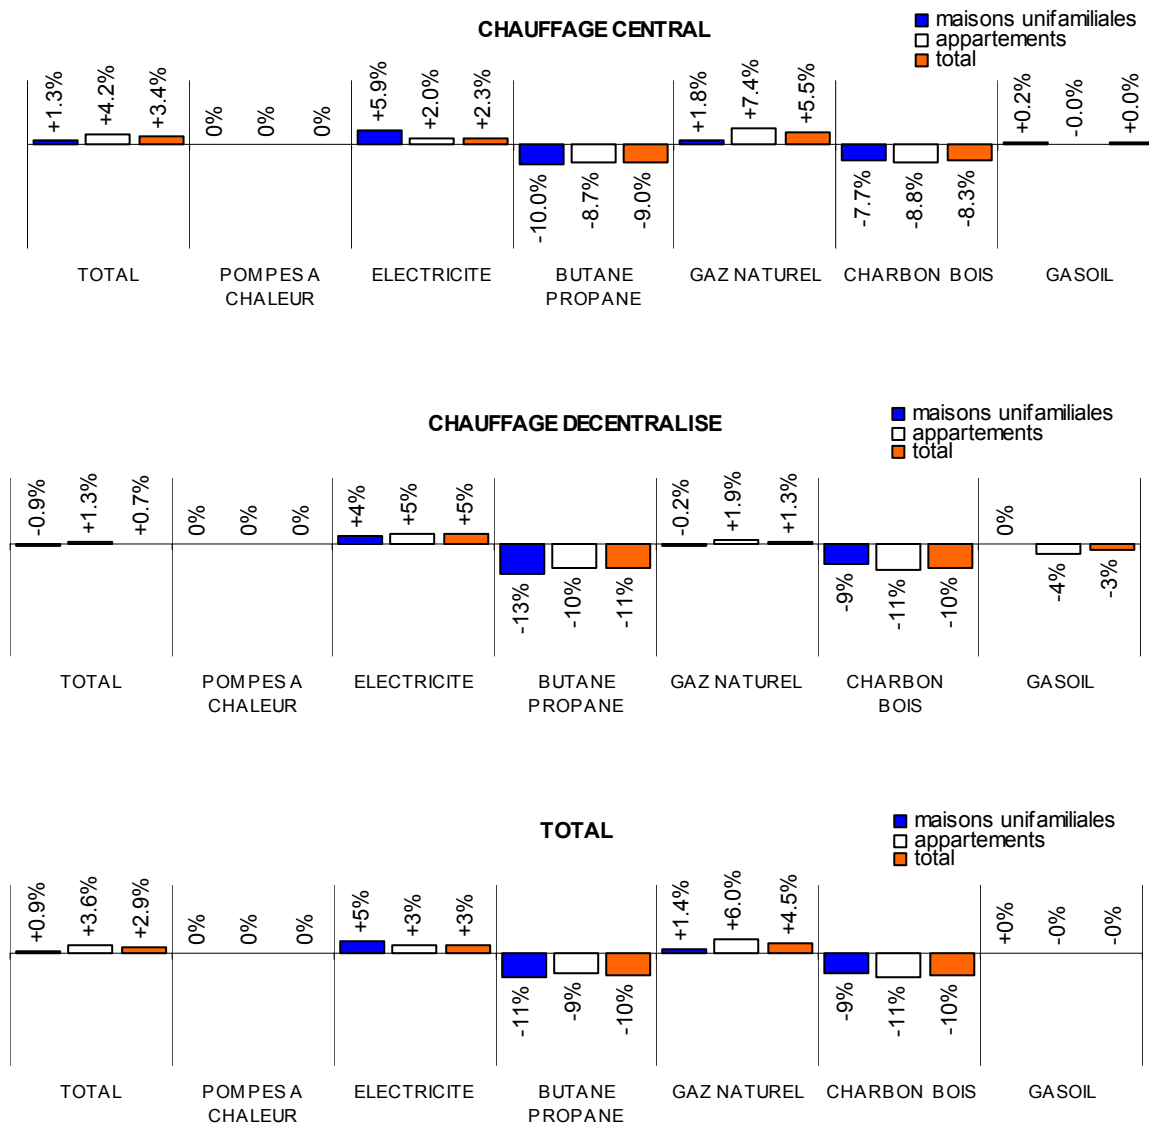 CHAUFFAGE CENTRAL
maisons unifamiliales
appartements
total
+1.3% +4.2% +3.4% 0% 0% 0% +5.9% +2.0% +2.3% -10.0% -8.7% -9.0% +1.8% +7.4% +5.5% -7.7% -8.8% -8.3% +0.2% -0.0% +0.0%
TOTAL POMPES A ELECTRICITE BUTANE GAZ NATUREL CHARBON BOIS GASOIL
CHALEUR PROPANE
CHAUFFAGE DECENTRALISE
maisons unifamiliales
appartements
total
-0.9% +1.3% +0.7% 0% 0% 0% +4% +5% +5% -13% -10% -11% -0.2% +1.9% +1.3% -9% -11% -10% 0% -4% -3%
TOTAL POMPES A ELECTRICITE BUTANE GAZ NATUREL CHARBON GASOIL
CHALEUR PROPANE BOIS
TOTAL
maisons unifamiliales
appartements
total
+0.9% +3.6% +2.9% 0% 0% 0% +5% +3% +3% -11% -9% -10% +1.4% +6.0% +4.5% -9% -11% -10% +0% -0% -0%
TOTAL POMPES A ELECTRICITE BUTANE GAZ NATUREL CHARBON BOIS GASOIL
CHALEUR PROPANE